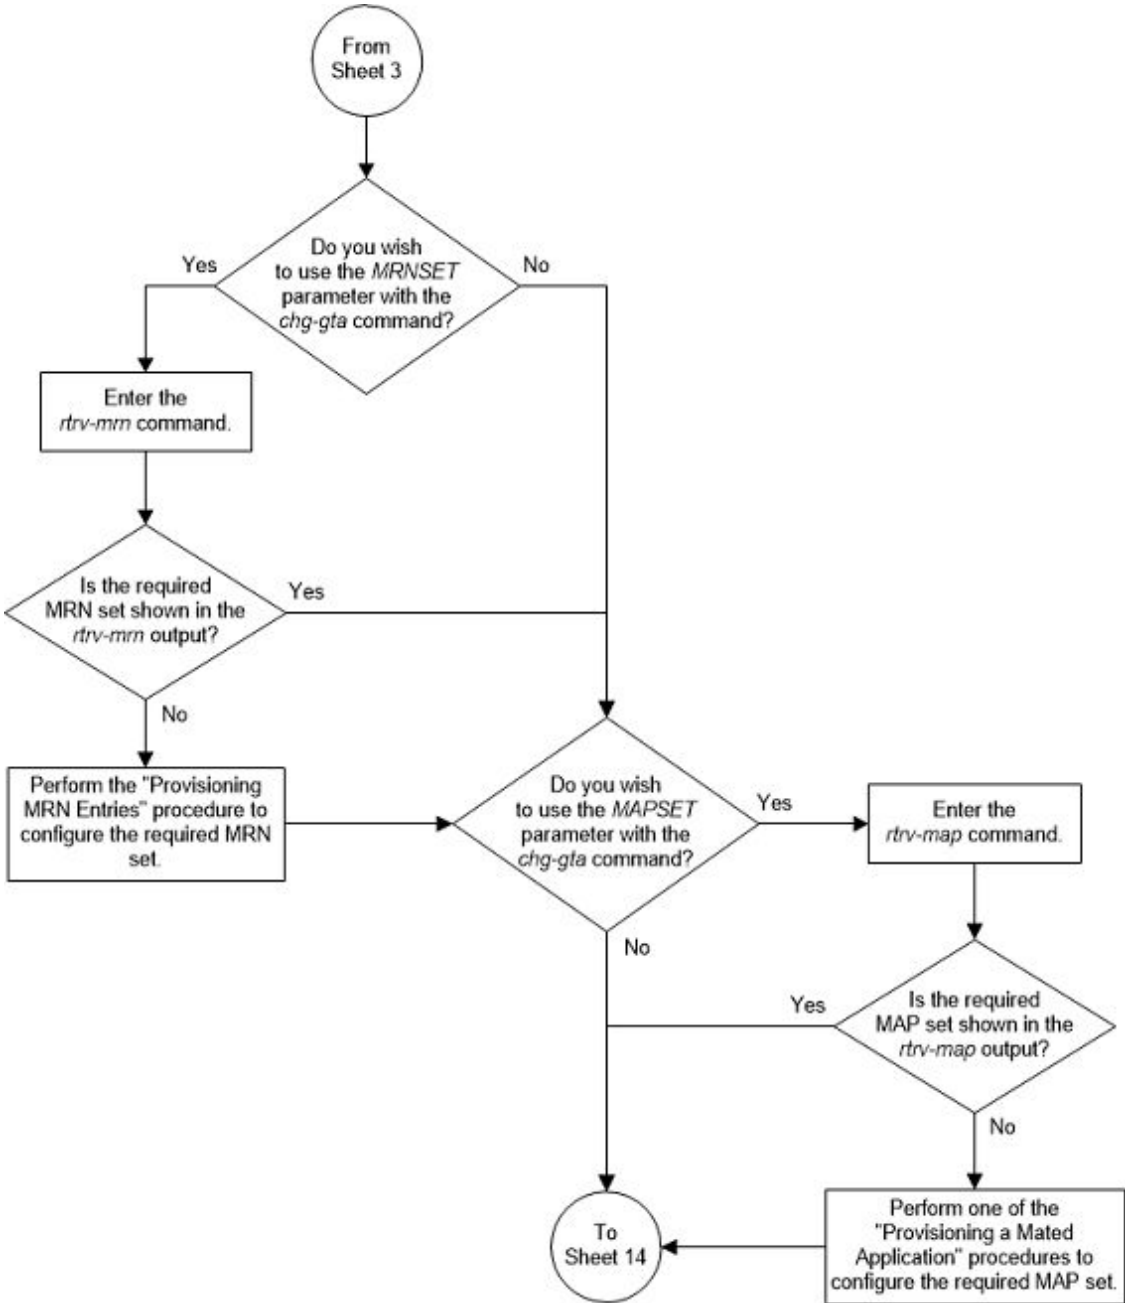 From
Sheet 3
Do you wish
to use the MRNSET
parameter with the
chg-gta command?
Yes
No
Enter the
rtrv-mrn command.
Is the required
MRN set shown in the
rtrv-mrn output?
Yes
No
Perform the "Provisioning
MRN Entries" procedure to
configure the required MRN
set.
Do you wish
to use the MAPSET
parameter with the
chg-gta command?
Yes
No
Enter the
rtrv-map command.
Is the required
MAP set shown in the
rtrv-map output?
Yes
No
Perform one of the
"Provisioning a Mated
Application" procedures to
configure the required MAP set.
To
Sheet 14